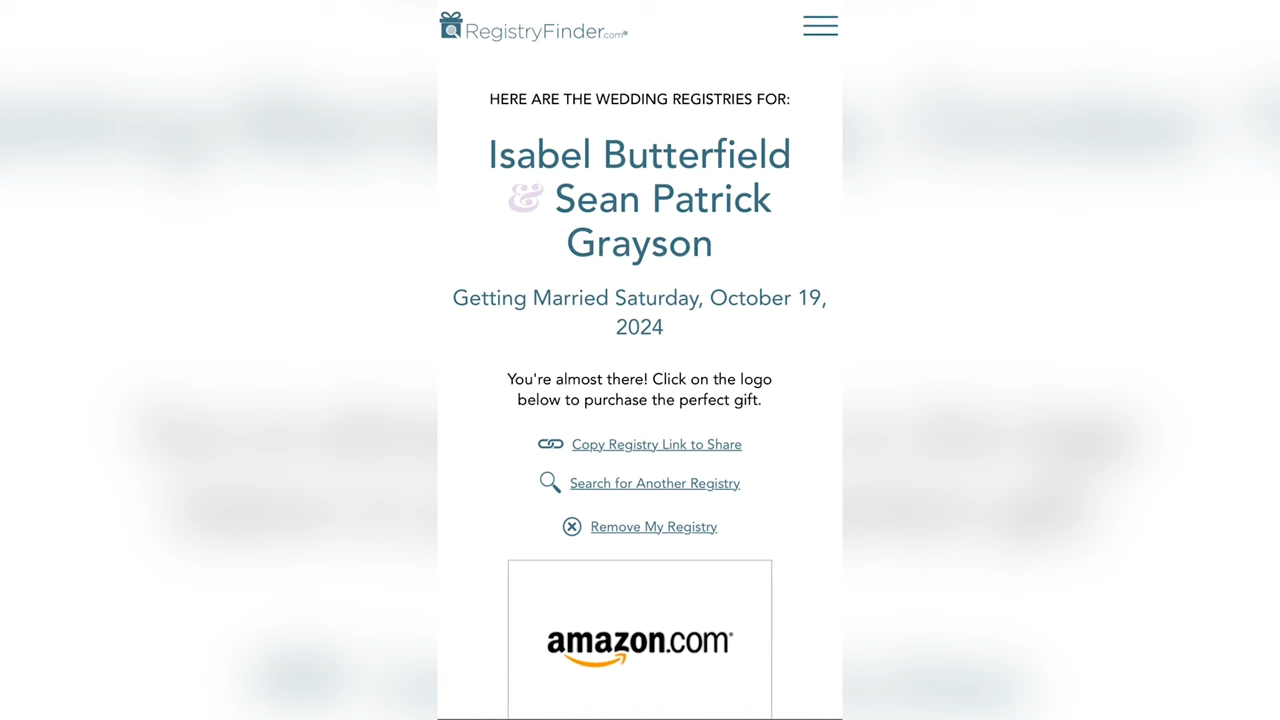 RegistryFinder.com®
HERE ARE THE WEDDING REGISTRIES FOR:
Isabel Butterfield
& Sean Patrick
Grayson
Getting Married Saturday, October 19,
2024
You're almost there! Click on the logo
below to purchase the perfect gift.
Copy Registry Link to Share
Search for Another Registry
Remove My Registry
amazon.com®